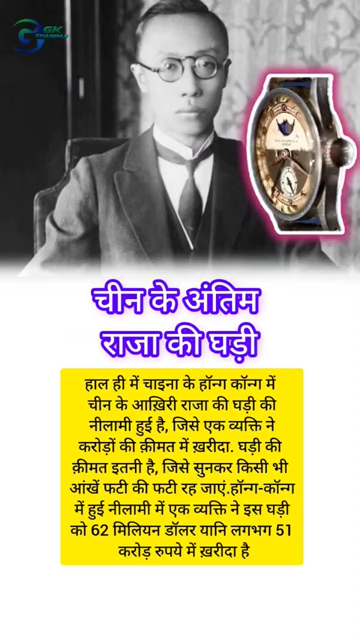 GK
चीन के अंतिम
राजा की घड़ी
हाल ही में चाइना के हॉन्ग कॉन्ग में
चीन के आख़िरी राजा की घड़ी की
नीलामी हुई है, जिसे एक व्यक्ति ने
करोड़ों की क़ीमत में ख़रीदा. घड़ी की
क़ीमत इतनी है, जिसे सुनकर किसी भी
आंखें फटी की फटी रह जाएं.हॉन्ग-कॉन्ग
में हुई नीलामी में एक व्यक्ति ने इस घड़ी
को 62 मिलियन डॉलर यानि लगभग 51
करोड़ रुपये में ख़रीदा है